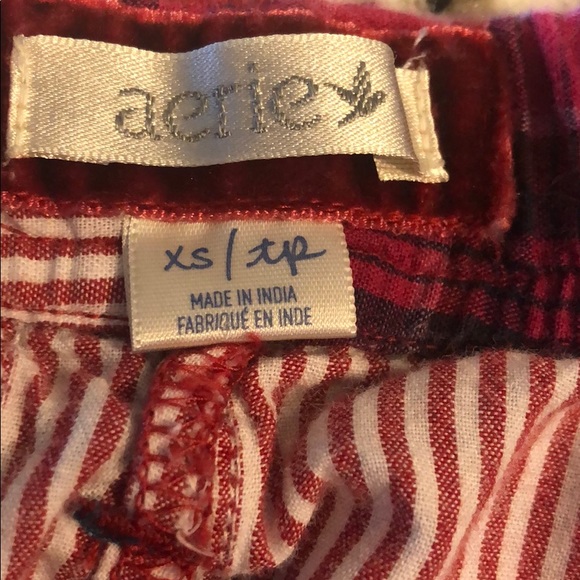 aerie
xs/tp
MADE IN INDIA
FABRIQUÉ EN INDE